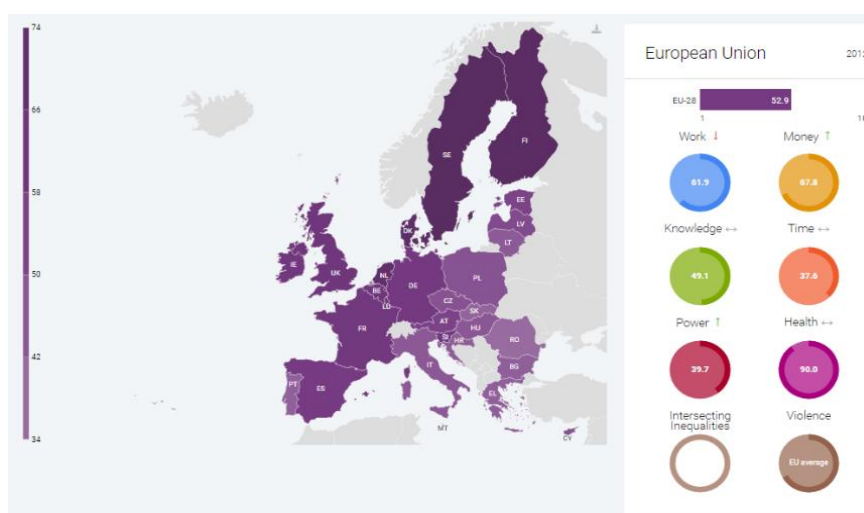 74
66
58
50
42
34
SE
FI
EE
LV
DK
LT
IE
UK
NL
BE
DE
PL
LU
CZ
SK
FR
AT
HU
SI
HR
RO
IT
BG
PT
ES
EL
MT
CY
European Union
EU-28 52.9
1
Work ↓ Money ↑
61.9 67.8
Knowledge ↔ Time ↔
49.1 37.6
Power ↑ Health ↔
39.7 90.0
Intersecting
Inequalities
Violence
EU average